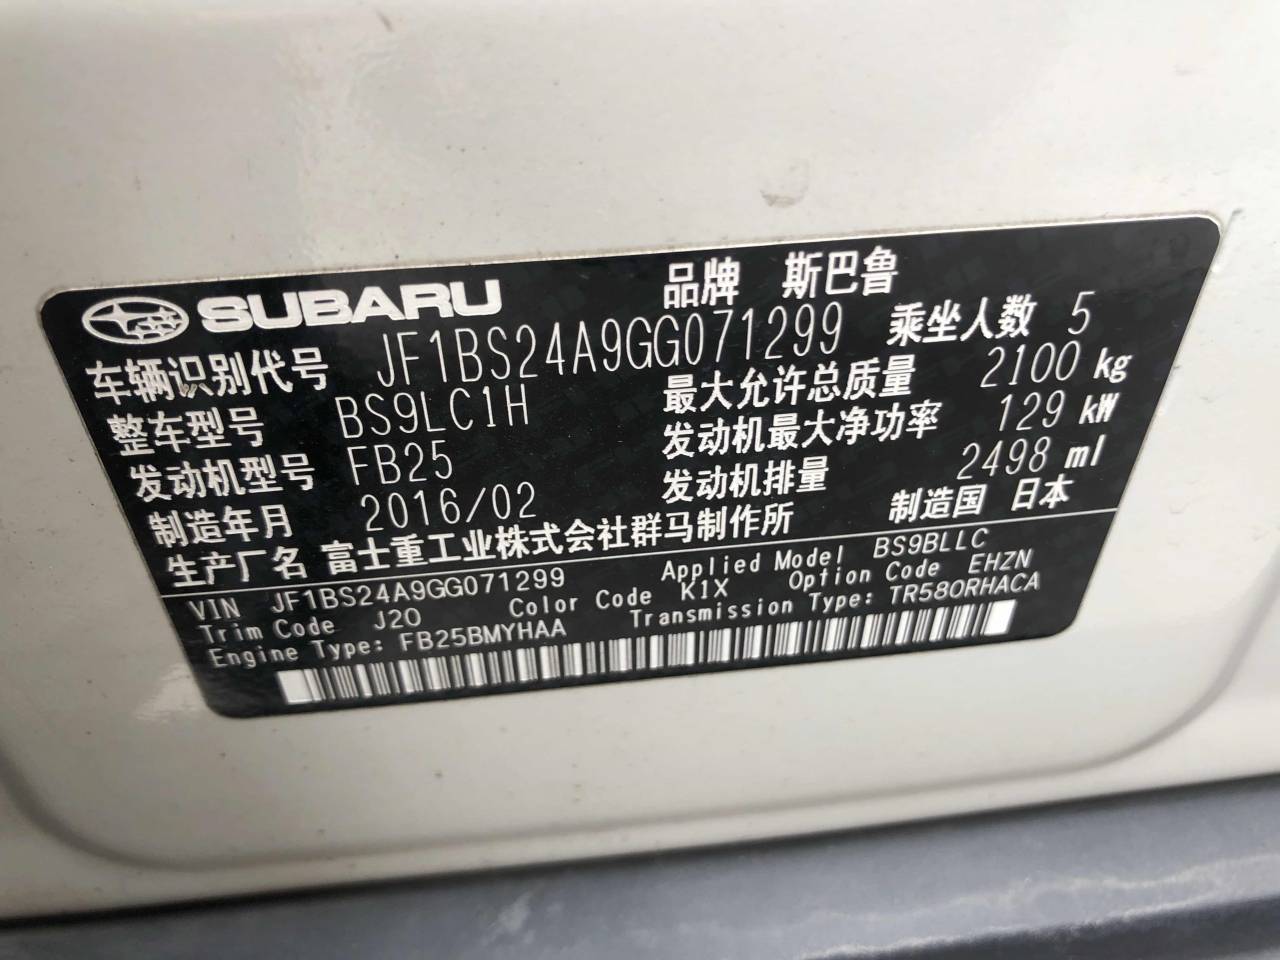 SUBARU 品牌 斯巴鲁
车辆识别代号 JF1BS24A9GG071299 乘坐人数 5
整车型号 BS9LC1H 最大允许总质量 2100 kg
发动机型号 FB25 发动机最大净功率 129 kW
制造年月 2016/02 发动机排量 2498 ml
生产厂名 富士重工业株式会社群马制作所 制造国 日本
VIN JF1BS24A9GG071299 Applied Model BS9BLLC
Trim Code J20 Color Code K1X Option Code EHZN
Engine Type: FB25BMYHAA Transmission Type: TR580RHACA